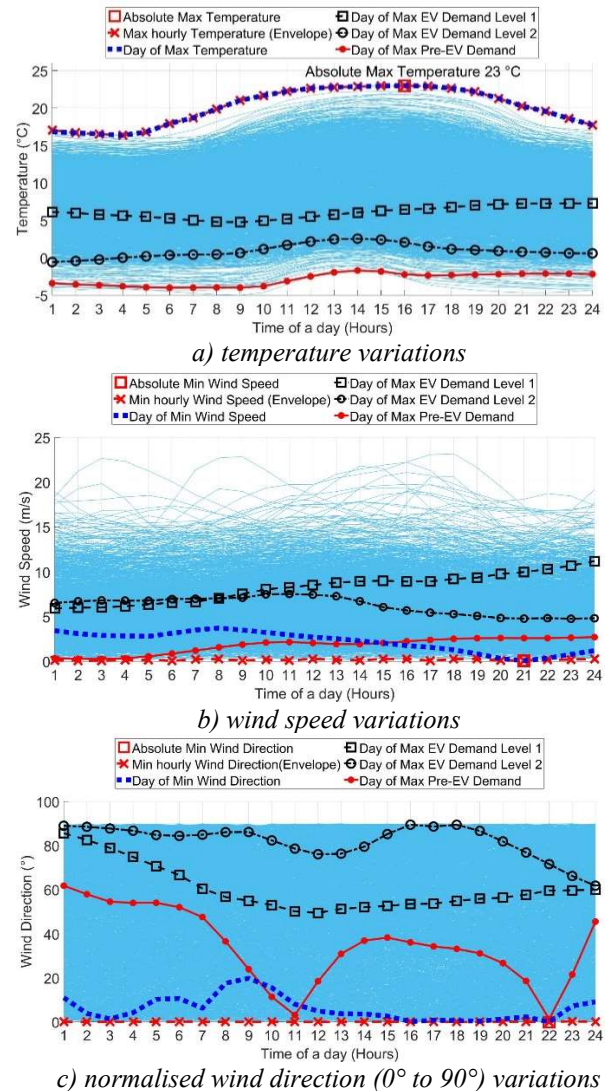 Absolute Max Temperature
Max hourly Temperature (Envelope)
Day of Max Temperature
Day of Max EV Demand Level 1
Day of Max EV Demand Level 2
Day of Max Pre-EV Demand
Absolute Max Temperature 23 °C
Temperature (°C)
25
20
15
10
5
0
-5
1 2 3 4 5 6 7 8 9 10 11 12 13 14 15 16 17 18 19 20 21 22 23 24
Time of a day (Hours)
a) temperature variations
Absolute Min Wind Speed
Min hourly Wind Speed (Envelope)
Day of Min Wind Speed
Day of Max EV Demand Level 1
Day of Max EV Demand Level 2
Day of Max Pre-EV Demand
Wind Speed (m/s)
25
20
15
10
5
0
1 2 3 4 5 6 7 8 9 10 11 12 13 14 15 16 17 18 19 20 21 22 23 24
Time of a day (Hours)
b) wind speed variations
Absolute Min Wind Direction
Min hourly Wind Direction(Envelope)
Day of Min Wind Direction
Day of Max EV Demand Level 1
Day of Max EV Demand Level 2
Day of Max Pre-EV Demand
Wind Direction (°)
100
80
60
40
20
0
1 2 3 4 5 6 7 8 9 10 11 12 13 14 15 16 17 18 19 20 21 22 23 24
Time of a day (Hours)
c) normalised wind direction (0° to 90°) variations